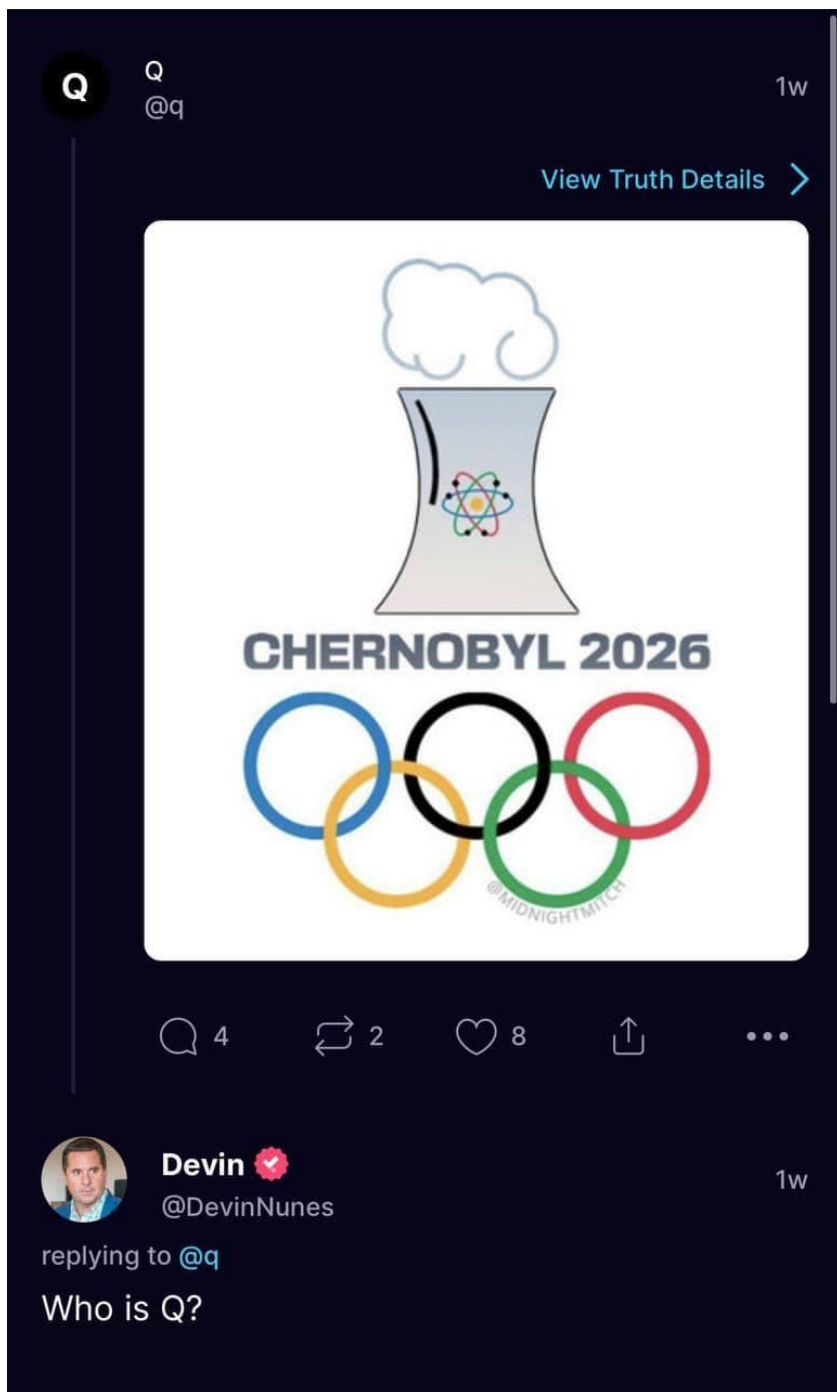 Q
Q
@q
1w
View Truth Details
CHERNOBYL 2026
@MIDNIGHTMITCH
4 2 8
Devin
@DevinNunes
1w
replying to @q
Who is Q?